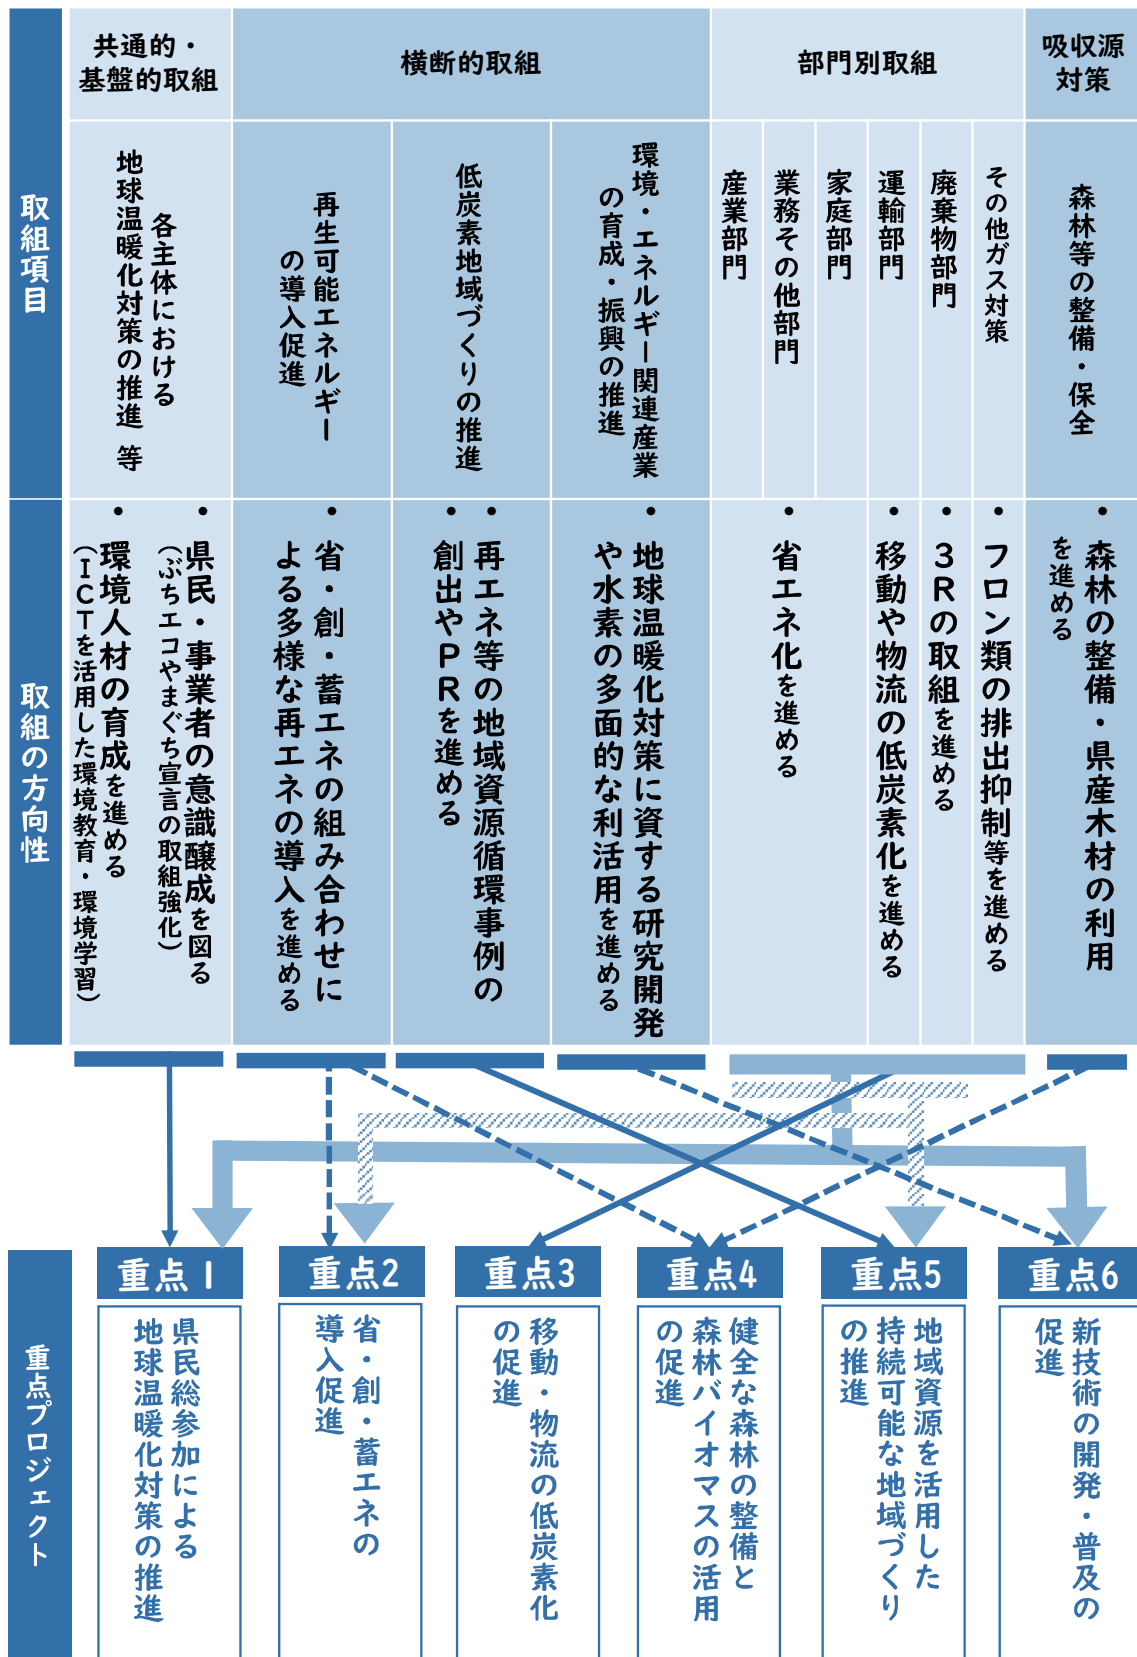 共通的・
基盤的取組
横断的取組
部門別取組
吸収源
対策
取組項目
各主体における
地球温暖化対策の推進 等
再生可能エネルギー
の導入促進
低炭素地域づくりの推進
環境・エネルギー関連産業
の育成・振興の推進
産業部門
業務その他部門
家庭部門
運輸部門
廃棄物部門
その他ガス対策
森林等の整備・保全
取組の方向性
・県民・事業者の意識醸成を図る
（ぶちエコやまぐち宣言の取組強化）
・環境人材の育成を進める
（ＩＣＴを活用した環境教育・環境学習）
・省・創・蓄エネの組み合わせに
よる多様な再エネの導入を進める
・再エネ等の地域資源循環事例の
・創出やＰＲを進める
・地球温暖化対策に資する研究開発
や水素の多面的な利活用を進める
・省エネ化を進める
・移動や物流の低炭素化を進める
・３Ｒの取組を進める
・フロン類の排出抑制等を進める
・森林の整備・県産木材の利用
を進める
重点プロジェクト
重点1
県民総参加による
地球温暖化対策の推進
重点2
省・創・蓄エネの
導入促進
重点3
移動・物流の低炭素化
の促進
重点4
健全な森林の整備と
森林バイオマスの活用
の促進
重点5
地域資源を活用した
持続可能な地域づくり
の推進
重点6
新技術の開発・普及の
促進